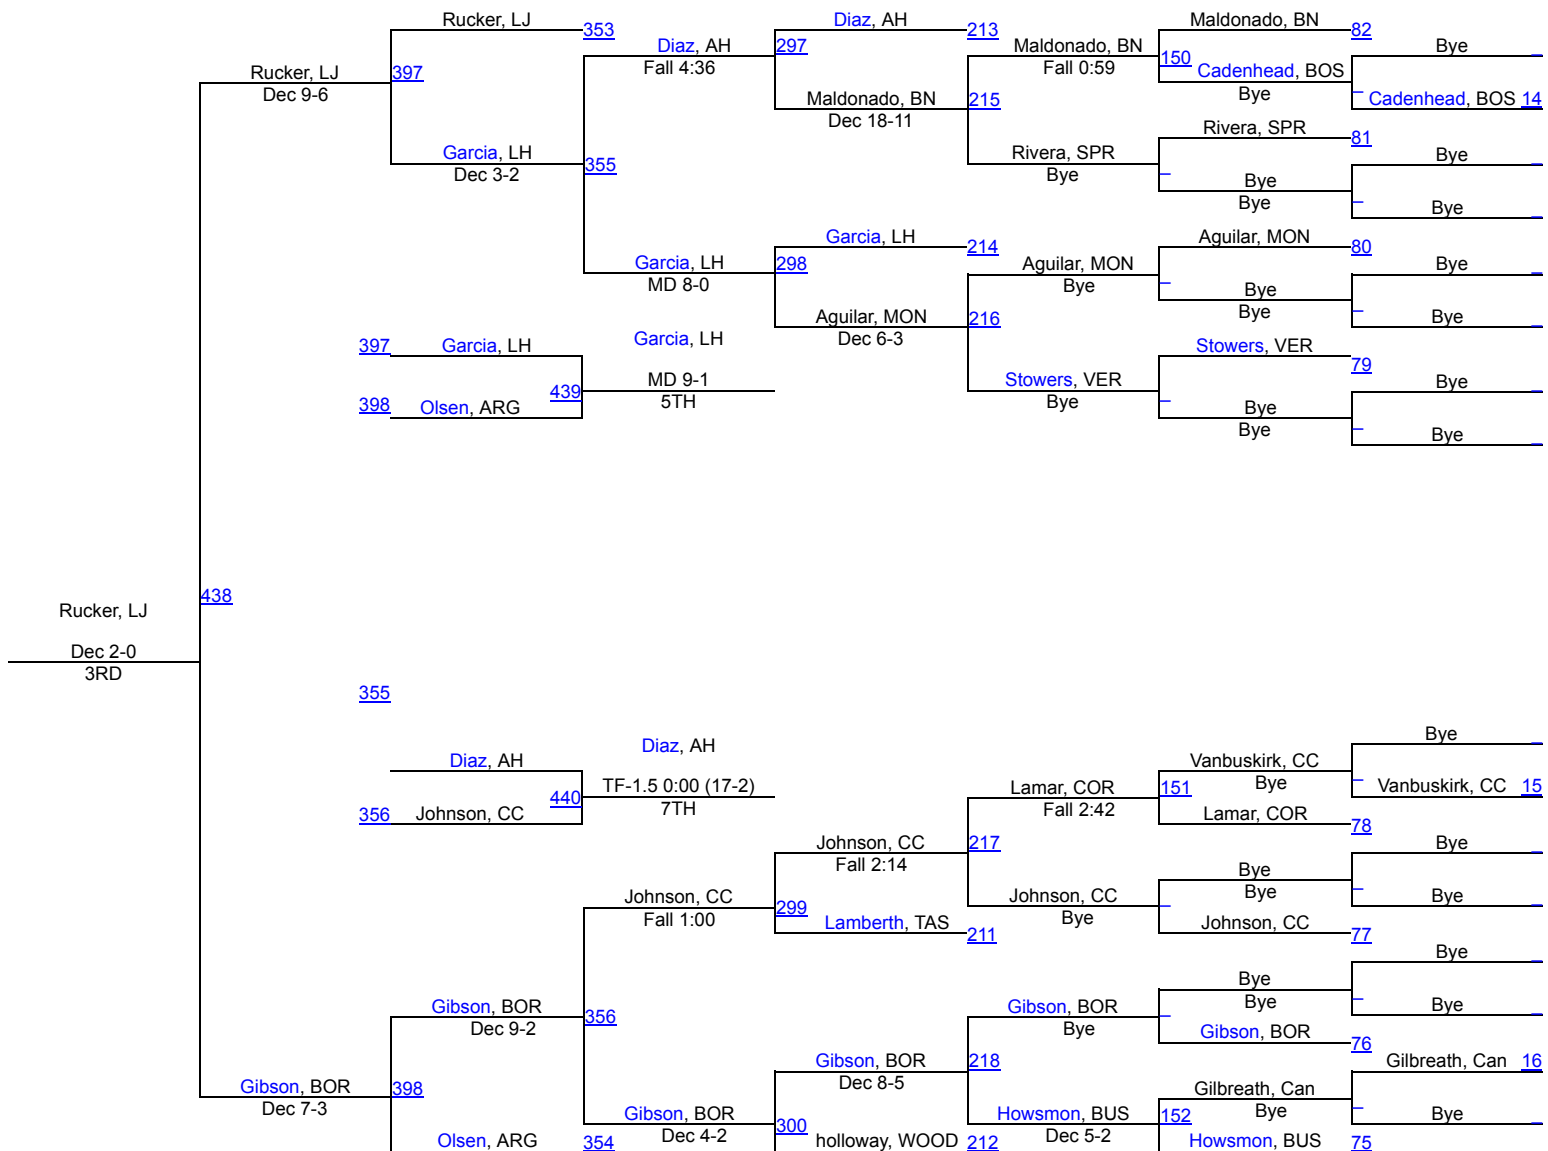 Rucker, LJ 353
Diaz, AH 213
Maldonado, BN 82
Diaz, AH 297
Fall 4:36
Maldonado, BN
Fall 0:59
Bye
150
Cadenhead, BOS
Bye
Rucker, LJ 397
Dec 9-6
Maldonado, BN 215
Dec 18-11
Cadenhead, BOS 14
Rivera, SPR 81
Garcia, LH
Dec 3-2
355
Rivera, SPR
Bye
Bye
Bye
Bye
Bye
Garcia, LH 214
Aguilar, MON 80
Garcia, LH 298
MD 8-0
Aguilar, MON
Bye
Bye
Bye
Bye
Bye
Aguilar, MON 216
Dec 6-3
397 Garcia, LH
Garcia, LH
MD 9-1
5TH
439
398 Olsen, ARG
Stowers, VER 79
Stowers, VER
Bye
Bye
Bye
Bye
Bye
438
Rucker, LJ
Dec 2-0
3RD
355
Diaz, AH
Diaz, AH
TF-1.5 0:00 (17-2)
7TH
440
356 Johnson, CC
Bye
Vanbuskirk, CC
Bye
Vanbuskirk, CC 15
Lamar, COR
Fall 2:42
151
Lamar, COR 78
Johnson, CC 217
Fall 2:14
Bye
Bye
Bye
Bye
Johnson, CC
Fall 1:00
299
Johnson, CC
Bye
Lamberth, TAS 211
Johnson, CC 77
Bye
Bye
Bye
Bye
Gibson, BOR
Dec 9-2
356
Gibson, BOR
Bye
Gibson, BOR 76
Gibson, BOR 218
Dec 8-5
Gilbreath, Can 16
Gibson, BOR 398
Dec 7-3
Gilbreath, Can
Bye
Bye
Gibson, BOR
Dec 4-2
300
Howsmon, BUS 152
Dec 5-2
Olsen, ARG 354
holloway, WOOD 212
Howsmon, BUS 75